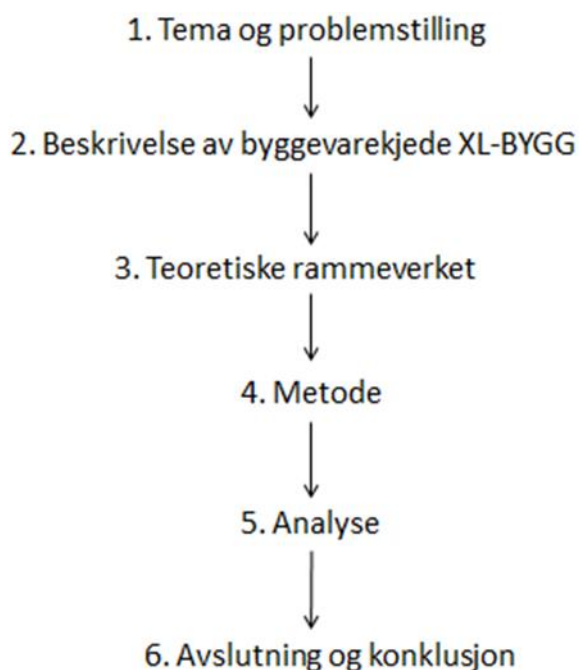 1. Tema og problemstilling
2. Beskrivelse av byggevarekjede XL-BYGG
3. Teoretiske rammeverket
4. Metode
5. Analyse
6. Avslutning og konklusjon